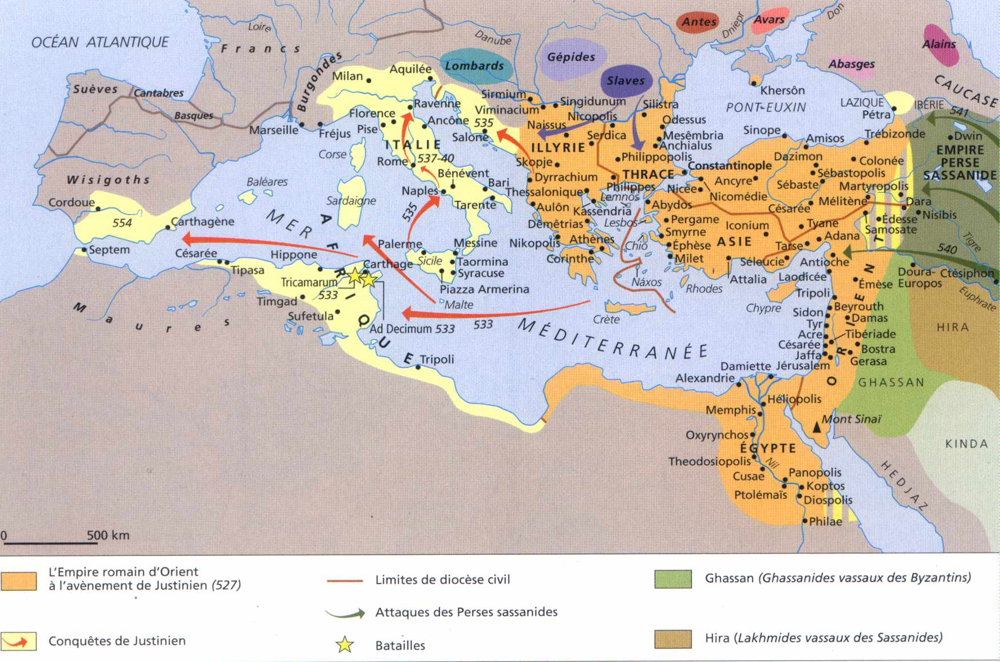 OCÉAN ATLANTIQUE
Loire
Francs
Burgondes
Danube
Lombards
Gépides
Slaves
Antes
Dniepr
Avars
Don
Alains
Abasges
CAUCASE
Suèves
Cantabres
Basques
Wisigoths
Marseille
Fréjus
Milan
Aquilée
Ravenne
Florence
Pise
Ancône
ITALIE
Corse
Rome
537-40
Bénévent
Naples
Bari
Tarente
535
Baléares
Sardaigne
Cordoue
554
Carthagène
Septem
MER
MÉDITERRANÉE
AFRIQUE
Césarée
Tipasa
Hippone
Carthage
Tricamarum
533
Timgad
Sufetula
Ad Decimum 533
Maures
Tripoli
Palerme
Messine
Sicile
Taormina
Syracuse
Piazza Armerina
Malte
533
Sirmium
Viminacium
535
Salone
Singidunum
Naissus
Nicopolis
Silistra
Odessus
Serdica
Mesêmbria
Anchialus
ILLYRIE
Philippopolis
Skopje
Dyrrachium
THRACE
Constantinople
Thessalonique
Philippes
Lemnos
Aulôn
Kassendria
Abydos
Dêmêtrias
Lesbos
Nikopolis
Athènes
Chio
Corinthe
Náxos
Crète
Rhodes
PONT-EUXIN
Khersôn
LAZIQUE
Pétra
IBÉRIE
541
Dwin
EMPIRE
PERSE
SASSANIDE
Sinope
Amisos
Trébizonde
Dazimon
Colonée
Sébastopolis
Nicée
Ancyre
Sébaste
Martyropolis
Nicomédie
Césarée
Mélitène
Dara
Nisibis
Édesse
Samosate
Pergame
Smyrne
Éphèse
Milet
Iconium
ASIE
Tyane
Adana
Tarse
Séleucie
Attalia
Antioche
Laodicée
540
Tigre
Doura-
Europos
Ctésiphon
Euphrate
Émèse
Chypre
Tripoli
Beyrouth
Sidon
Damas
Tyr
Acre
Tibériade
Césarée
Bostra
Jaffa
Gerasa
Jérusalem
ORIENT
HIRA
GHASSAN
KINDA
HEDJAZ
Damiette
Alexandrie
Héliopolis
Memphis
Mont Sinaï
Oxyrynchos
ÉGYPTE
Theodosiopolis
Nil
Cusae
Panopolis
Koptos
Ptolémaïs
Diospolis
Philae
0 500 km
L'Empire romain d'Orient
à l'avènement de Justinien (527)
Conquêtes de Justinien
Limites de diocèse civil
Attaques des Perses sassanides
Batailles
Ghassan (Ghassanides vassaux des Byzantins)
Hira (Lakhmides vassaux des Sassanides)